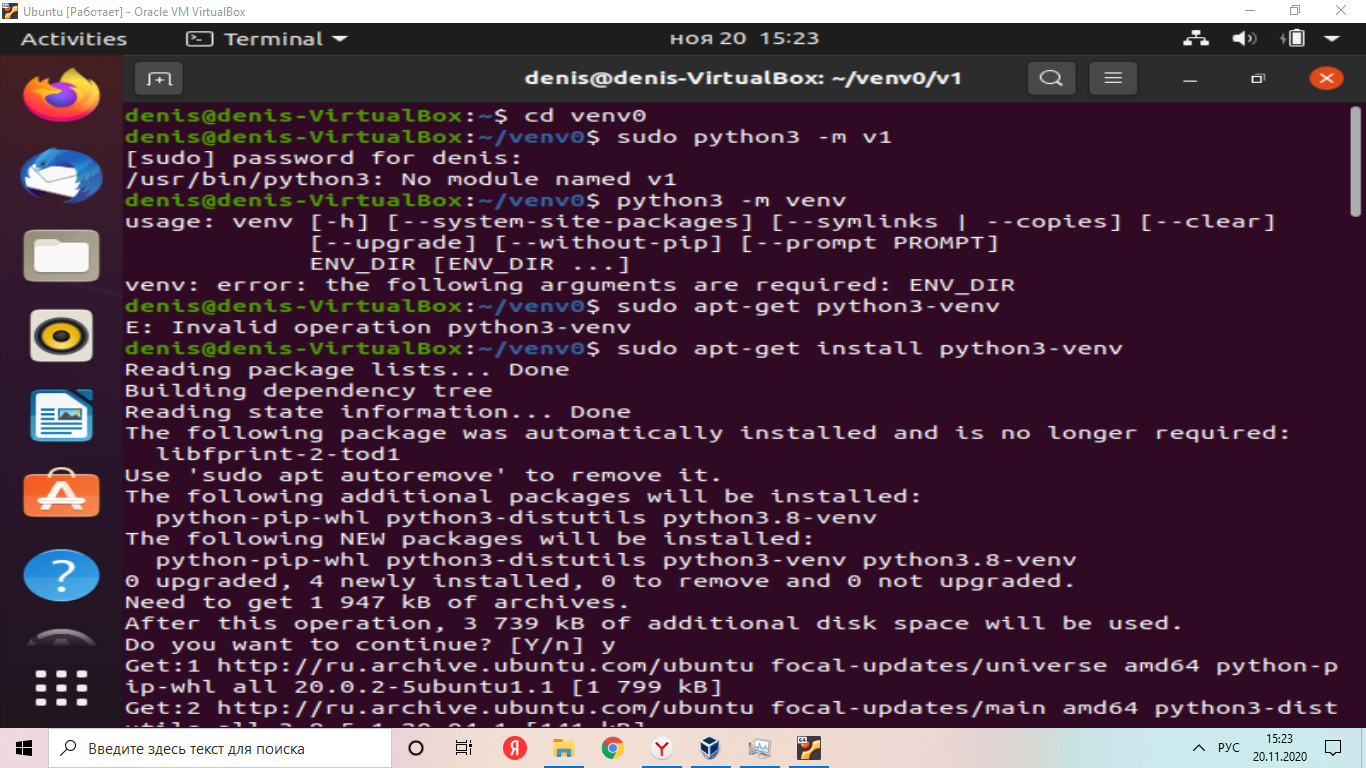 Ubuntu [Работает] - Oracle VM VirtualBox
Activities Terminal ноя 20 15:23
denis@denis-VirtualBox: ~/venv0/v1
denis@denis-VirtualBox:~$ cd venv0
denis@denis-VirtualBox:~/venv0$ sudo python3 -m v1
[sudo] password for denis:
/usr/bin/python3: No module named v1
denis@denis-VirtualBox:~/venv0$ python3 -m venv
usage: venv [-h] [--system-site-packages] [--symlinks | --copies] [--clear]
[--upgrade] [--without-pip] [--prompt PROMPT]
ENV_DIR [ENV_DIR ...]
venv: error: the following arguments are required: ENV_DIR
denis@denis-VirtualBox:~/venv0$ sudo apt-get python3-venv
E: Invalid operation python3-venv
denis@denis-VirtualBox:~/venv0$ sudo apt-get install python3-venv
Reading package lists... Done
Building dependency tree
Reading state information... Done
The following package was automatically installed and is no longer required:
libfprint-2-tod1
Use 'sudo apt autoremove' to remove it.
The following additional packages will be installed:
python-pip-whl python3-distutils python3.8-venv
The following NEW packages will be installed:
python-pip-whl python3-distutils python3-venv python3.8-venv
0 upgraded, 4 newly installed, 0 to remove and 0 not upgraded.
Need to get 1 947 kB of archives.
After this operation, 3 739 kB of additional disk space will be used.
Do you want to continue? [Y/n] y
Get:1 http://ru.archive.ubuntu.com/ubuntu focal-updates/universe amd64 python-p
ip-whl all 20.0.2-5ubuntu1.1 [1 799 kB]
Get:2 http://ru.archive.ubuntu.com/ubuntu focal-updates/main amd64 python3-dist
Введите здесь текст для поиска
Я
Y
64
РУС
15:23
20.11.2020